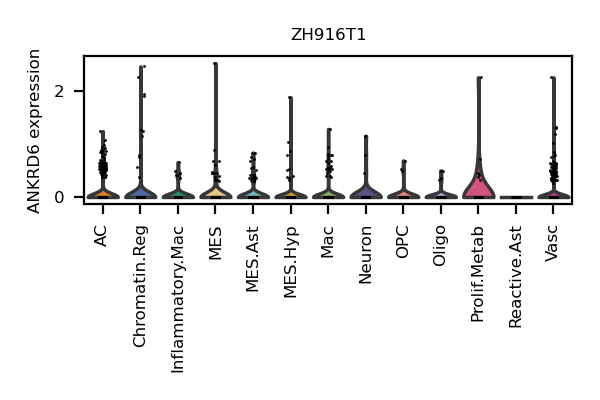 ZH916T1
ANKRD6 expression
2
0
AC
Chromatin.Reg
Inflammatory.Mac
MES
MES.Ast
MES.Hyp
Mac
Neuron
OPC
Oligo
Prolif.Metab
Reactive.Ast
Vasc